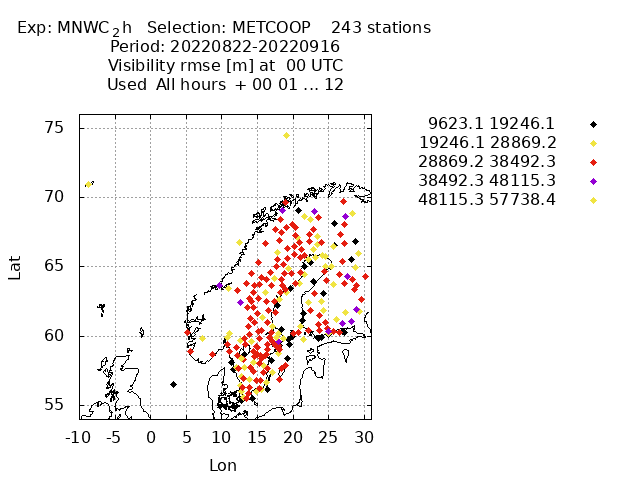 Exp: MNWC_2h Selection: METCOOP 243 stations
Period: 20220822-20220916
Visibility rmse [m] at 00 UTC
Used All hours + 00 01 ... 12
9623.1 19246.1
19246.1 28869.2
28869.2 38492.3
38492.3 48115.3
48115.3 57738.4
75
70
65
60
55
Lat
-10 -5 0 5 10 15 20 25 30
Lon